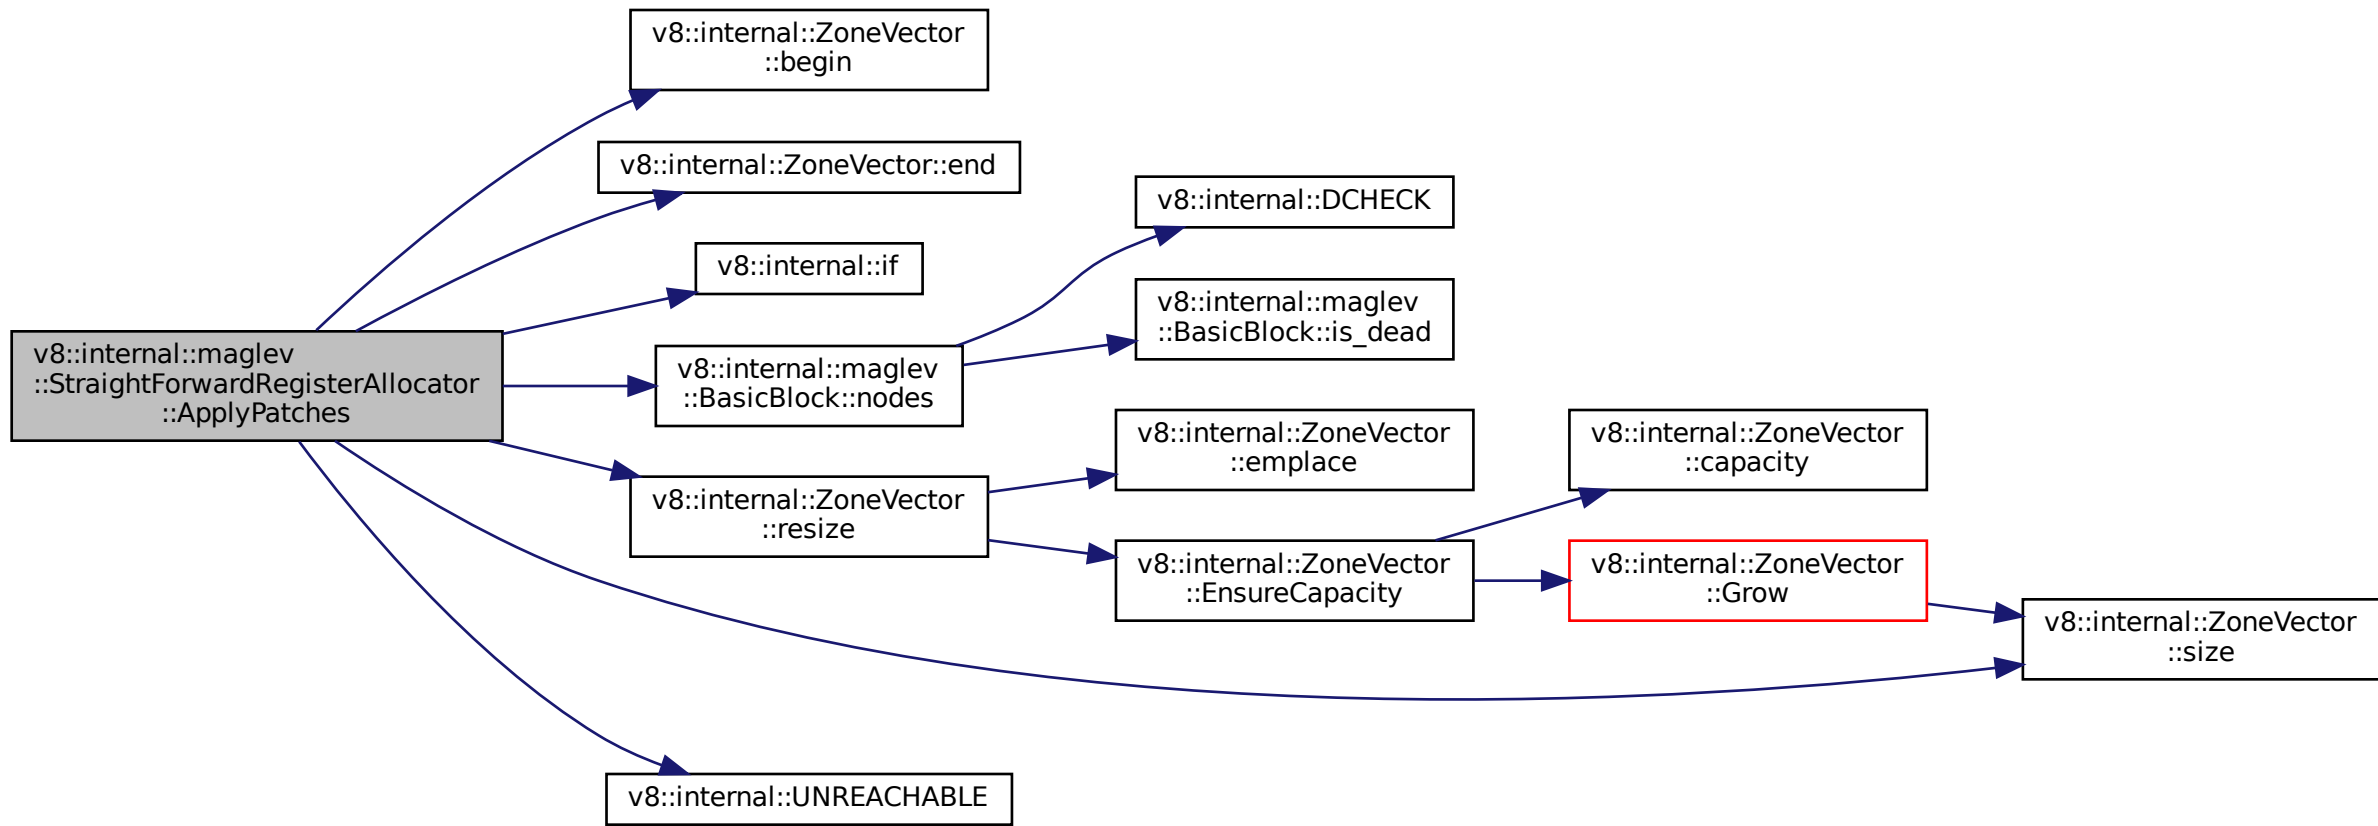 v8::internal::maglev
::StraightForwardRegisterAllocator
::ApplyPatches
v8::internal::ZoneVector
::begin
v8::internal::ZoneVector::end
v8::internal::if
v8::internal::maglev
::BasicBlock::nodes
v8::internal::ZoneVector
::resize
v8::internal::UNREACHABLE
v8::internal::DCHECK
v8::internal::maglev
::BasicBlock::is_dead
v8::internal::ZoneVector
::emplace
v8::internal::ZoneVector
::EnsureCapacity
v8::internal::ZoneVector
::capacity
v8::internal::ZoneVector
::Grow
v8::internal::ZoneVector
::size